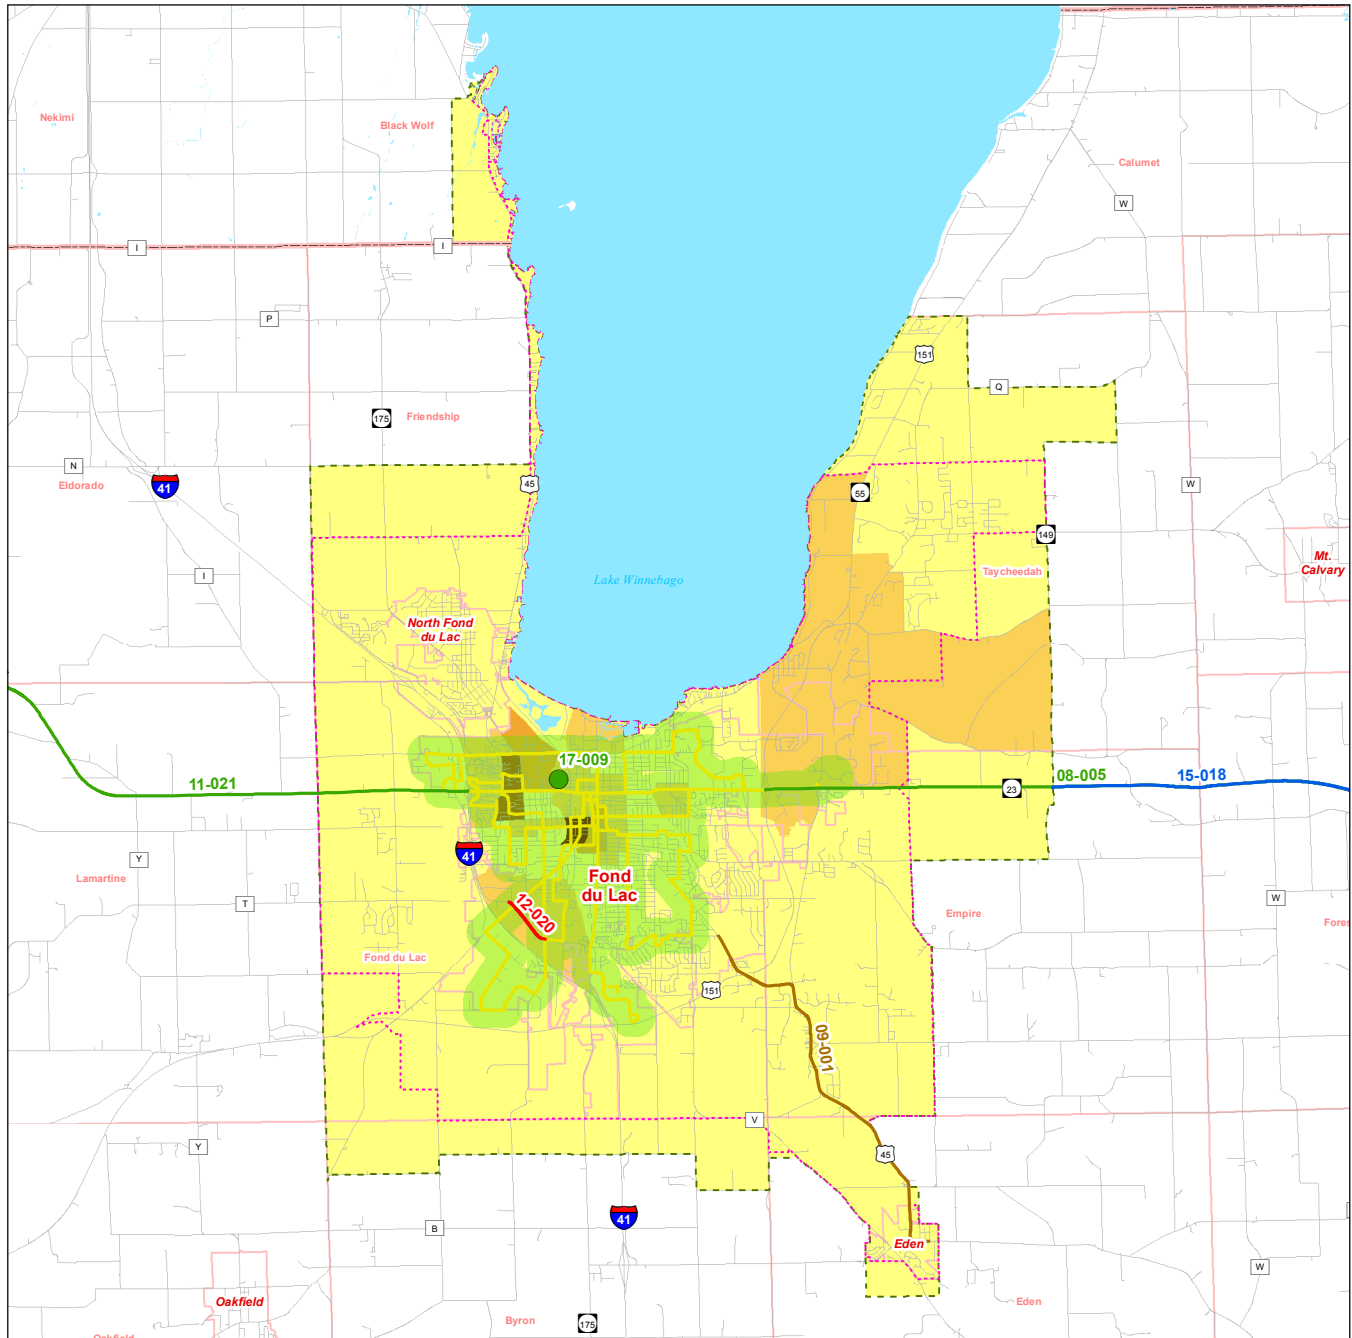 Nekimi
Black Wolf
Calumet
W
I
I
P
151
Q
175
Friendship
N
Eldorado
41
45
55
W
149
Mt.
Calvary
I
Lake Winnebago
Taycheedah
North Fond
du Lac
17-009
11-021
08-005
15-018
23
41
Y
Lamartine
T
Fond
du Lac
12-020
W
Empire
Fores
Fond du Lac
151
09-001
V
Y
45
41
B
Eden
W
Oakfield
Eden
Byron
175
Oakfield